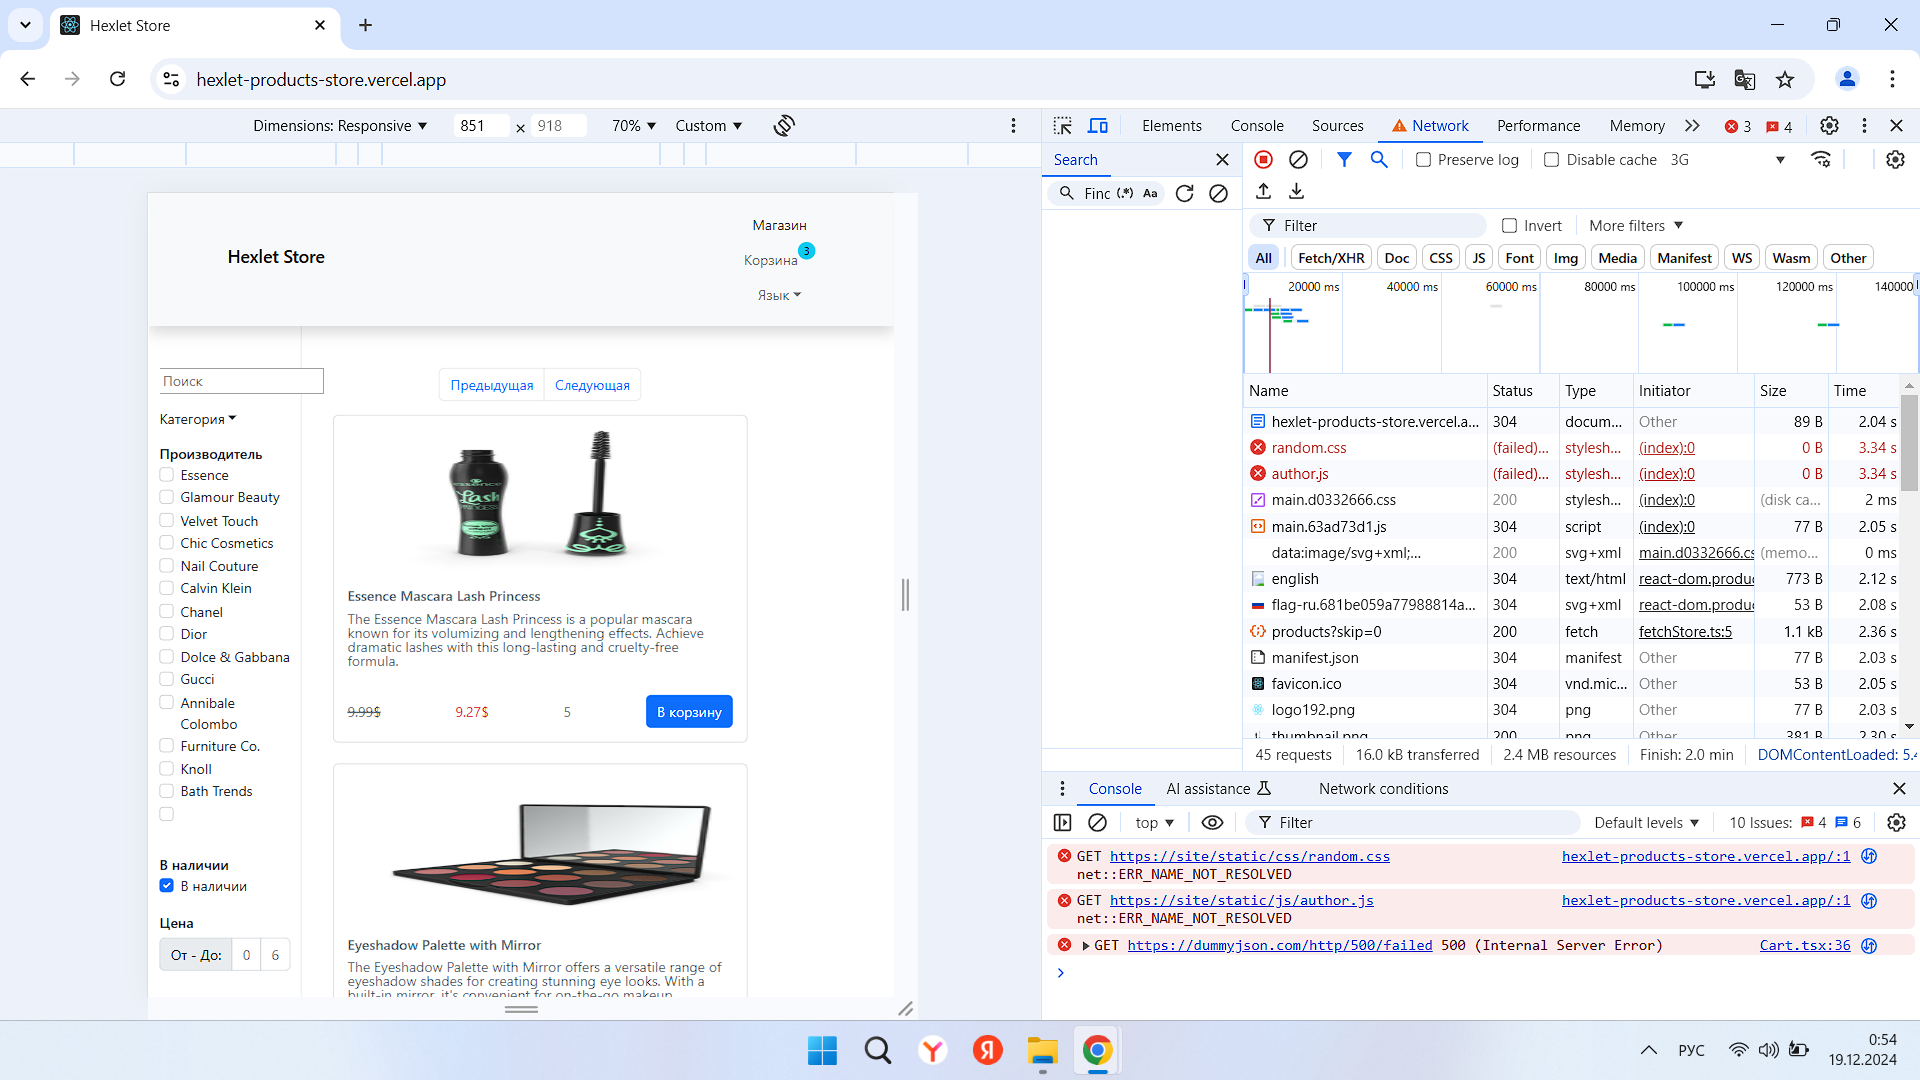 Hexlet Store
hexlet-products-store.vercel.app
Dimensions: Responsive
851
×
918
70%
Custom
Elements
Console
Sources
Network
Performance
Memory
3
4
Search
Preserve log
Disable cache
3G
Finc (.*) Aa
Filter
Invert
More filters
All
Fetch/XHR
Doc
CSS
JS
Font
Img
Media
Manifest
WS
Wasm
Other
20000 ms
40000 ms
60000 ms
80000 ms
100000 ms
120000 ms
140000
Name Status Type Initiator Size Time
hexlet-products-store.vercel.a... 304 docum... Other 89 B 2.04 s
random.css (failed)... stylesh... (index):0 0 B 3.34 s
author.js (failed)... stylesh... (index):0 0 B 3.34 s
main.d0332666.css 200 stylesh... (index):0 (disk ca... 2 ms
main.63ad73d1.js 304 script (index):0 77 B 2.05 s
data:image/svg+xml;... 200 svg+xml main.d0332666.cs (memo... 0 ms
english 304 text/html react-dom.produc 773 B 2.12 s
flag-ru.681be059a77988814a... 304 svg+xml react-dom.produc 53 B 2.08 s
products?skip=0 200 fetch fetchStore.ts:5 1.1 kB 2.36 s
manifest.json 304 manifest Other 77 B 2.03 s
favicon.ico 304 vnd.mic... Other 53 B 2.05 s
logo192.png 304 png Other 77 B 2.03 s
thumbnail.png 200 png Other 381 B 2.30 s
45 requests
16.0 kB transferred
2.4 MB resources
Finish: 2.0 min
DOMContentLoaded: 5.4
Console
AI assistance
Network conditions
top
Filter
Default levels
10 Issues: 4 6
GET https://site/static/css/random.css hexlet-products-store.vercel.app/:1
net::ERR_NAME_NOT_RESOLVED
GET https://site/static/js/author.js hexlet-products-store.vercel.app/:1
net::ERR_NAME_NOT_RESOLVED
GET https://dummyjson.com/http/500/failed 500 (Internal Server Error) Cart.tsx:36
Hexlet Store
Магазин
Корзина 3
Язык
Поиск
Категория
Производитель
Essence
Glamour Beauty
Velvet Touch
Chic Cosmetics
Nail Couture
Calvin Klein
Chanel
Dior
Dolce & Gabbana
Gucci
Annibale
Colombo
Furniture Co.
Knoll
Bath Trends
В наличии
В наличии
Цена
От - До: 0 6
Предыдущая
Следующая
essence
Lash
PRINCESS
Essence Mascara Lash Princess
The Essence Mascara Lash Princess is a popular mascara
known for its volumizing and lengthening effects. Achieve
dramatic lashes with this long-lasting and cruelty-free
formula.
9.99$ 9.27$ 5 В корзину
Eyeshadow Palette with Mirror
The Eyeshadow Palette with Mirror offers a versatile range of
eyeshadow shades for creating stunning eye looks. With a
built-in mirror, it's convenient for on-the-go makeup
РУС
0:54
19.12.2024